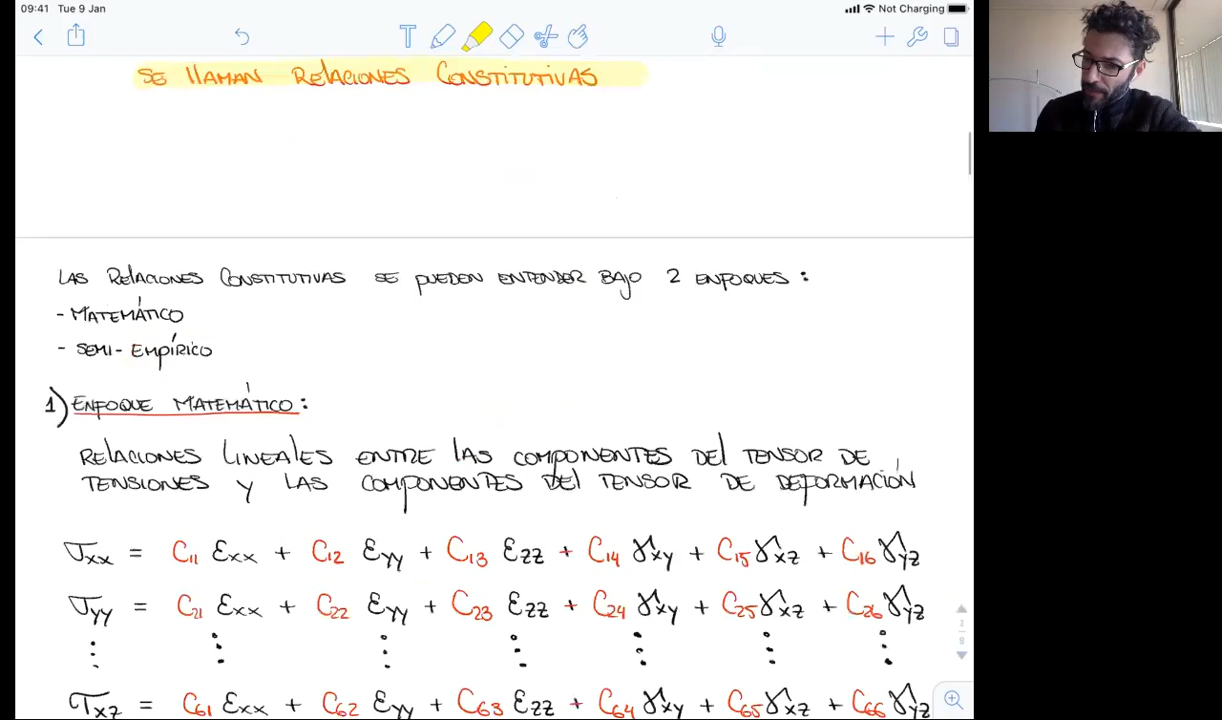 09:41 Tue 9 Jan
Not Charging
T
SE LLAMAN RELACIONES CONSTITUTIVAS
LAS RELACIONES CONSTITUTIVAS SE PUEDEN ENTENDER BAJO 2 ENFOQUES:
- MATEMÁTICO
- SEMI-EMPÍRICO
1) ENFOQUE MATEMÁTICO:
RELACIONES LINEALES ENTRE LAS COMPONENTES DEL TENSOR DE
TENSIONES Y LAS COMPONENTES DEL TENSOR DE DEFORMACIÓN
σxx = C11 εxx + C12 εyy + C13 εzz + C14 γxy + C15 γxz + C16 γyz
σyy = C21 εxx + C22 εyy + C23 εzz + C24 γxy + C25 γxz + C26 γyz
⋮ ⋮ ⋮ ⋮ ⋮ ⋮ ⋮
τxz = C61 εxx + C62 εyy + C63 εzz + C64 γxy + C65 γxz + C66 γyz